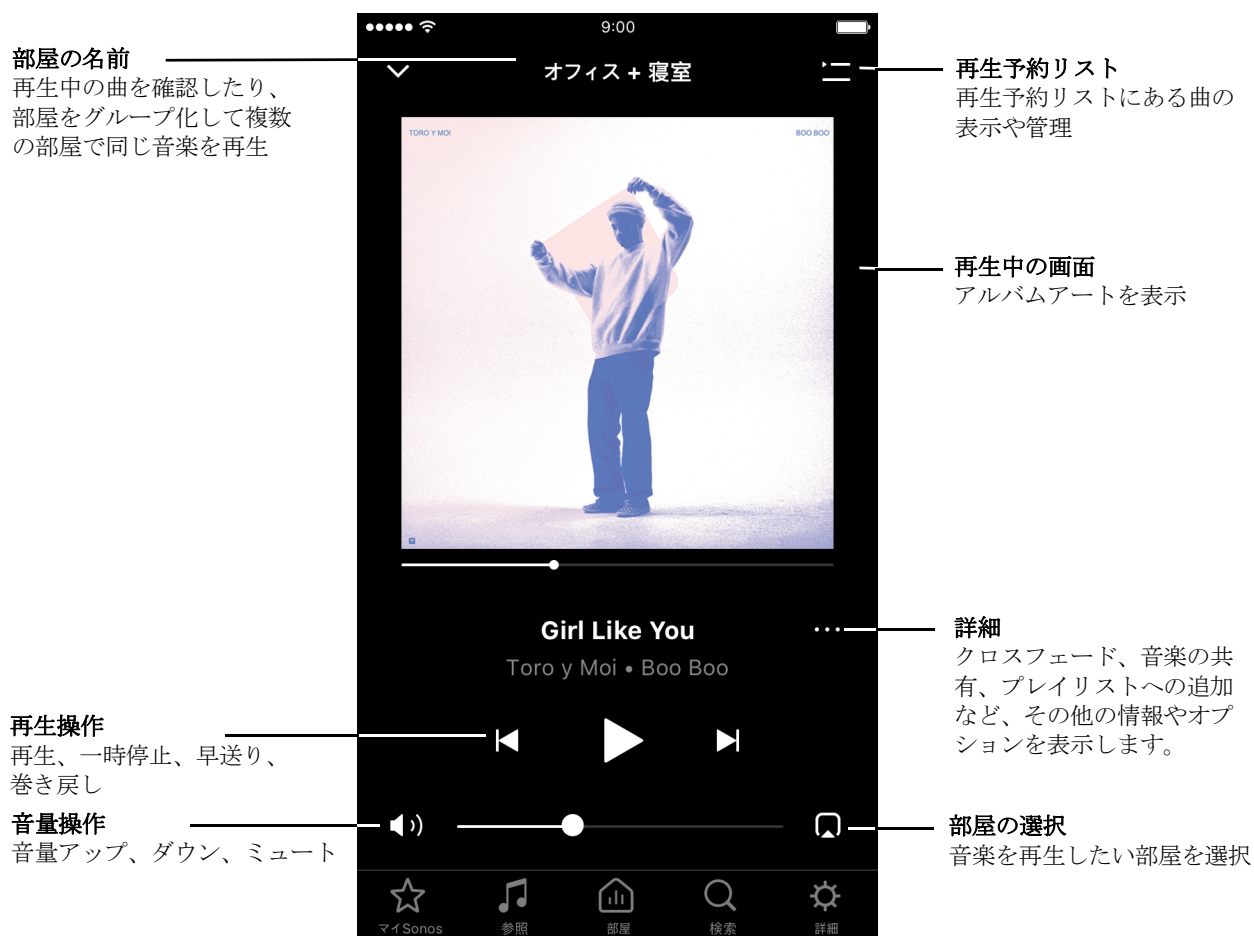 9:00
部屋の名前
再生中の曲を確認したり、
部屋をグループ化して複数
の部屋で同じ音楽を再生
オフィス + 寝室
再生予約リスト
再生予約リストにある曲の
表示や管理
TORO Y MOI
BOO BOO
再生中の画面
アルバムアートを表示
Girl Like You
Toro y Moi • Boo Boo
詳細
クロスフェード、音楽の共
有、プレイリストへの追加
など、その他の情報やオプ
ションを表示します。
再生操作
再生、一時停止、早送り、
巻き戻し
音量操作
音量アップ、ダウン、ミュート
部屋の選択
音楽を再生したい部屋を選択
マイSonos
参照
部屋
検索
詳細